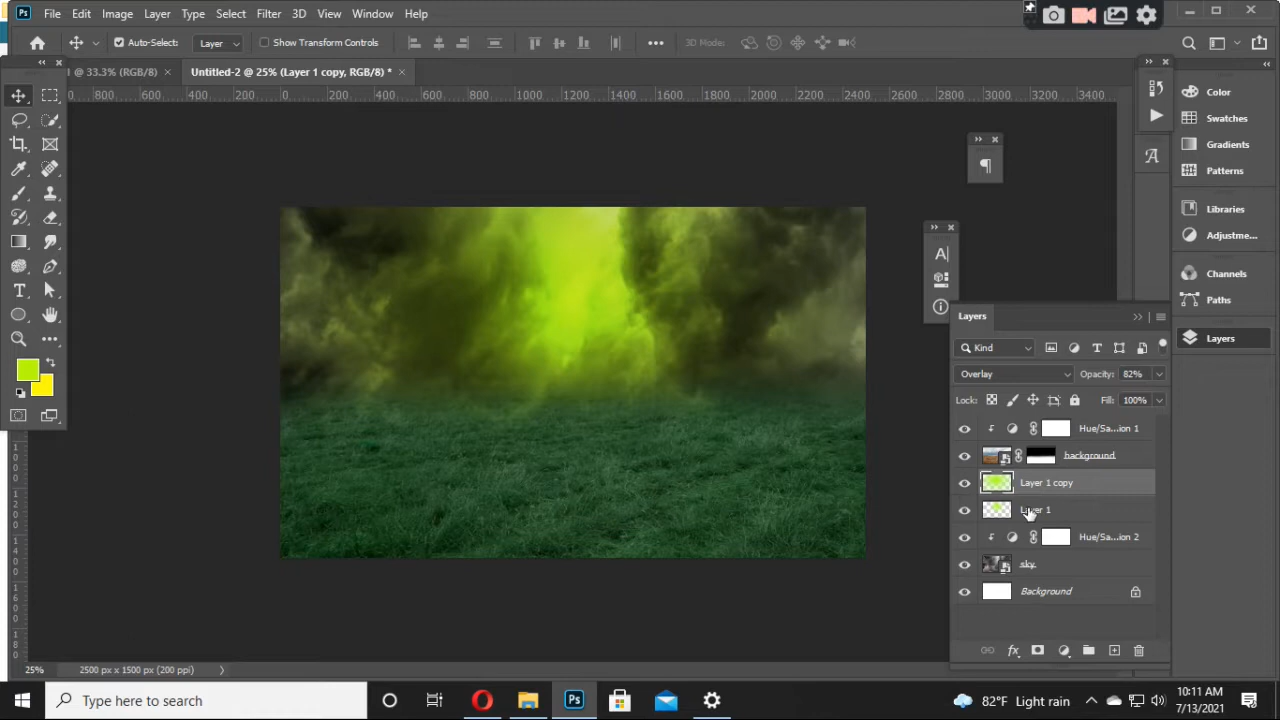 Ps File Edit Image Layer Type Select Filter 3D View Window Help
Auto-Select: Layer Show Transform Controls 3D Mode:
@ 33.3% (RGB/8) × Untitled-2 @ 25% (Layer 1 copy, RGB/8) * ×
800 600 400 200 0 200 400 600 800 1000 1200 1400 1600 1800 2000 2200 2400 2600 2800 3000 3200 3400
Color
Swatches
Gradients
Patterns
Libraries
Adjustme...
Channels
Paths
Layers
Layers
Kind
Overlay Opacity: 82%
Lock: Fill: 100%
Hue/Sa...ion 1
background
Layer 1 copy
Layer 1
Hue/Sa...ion 2
sky
Background
25% 2500 px x 1500 px (200 ppi)
Type here to search
Ps
82°F Light rain
10:11 AM
7/13/2021